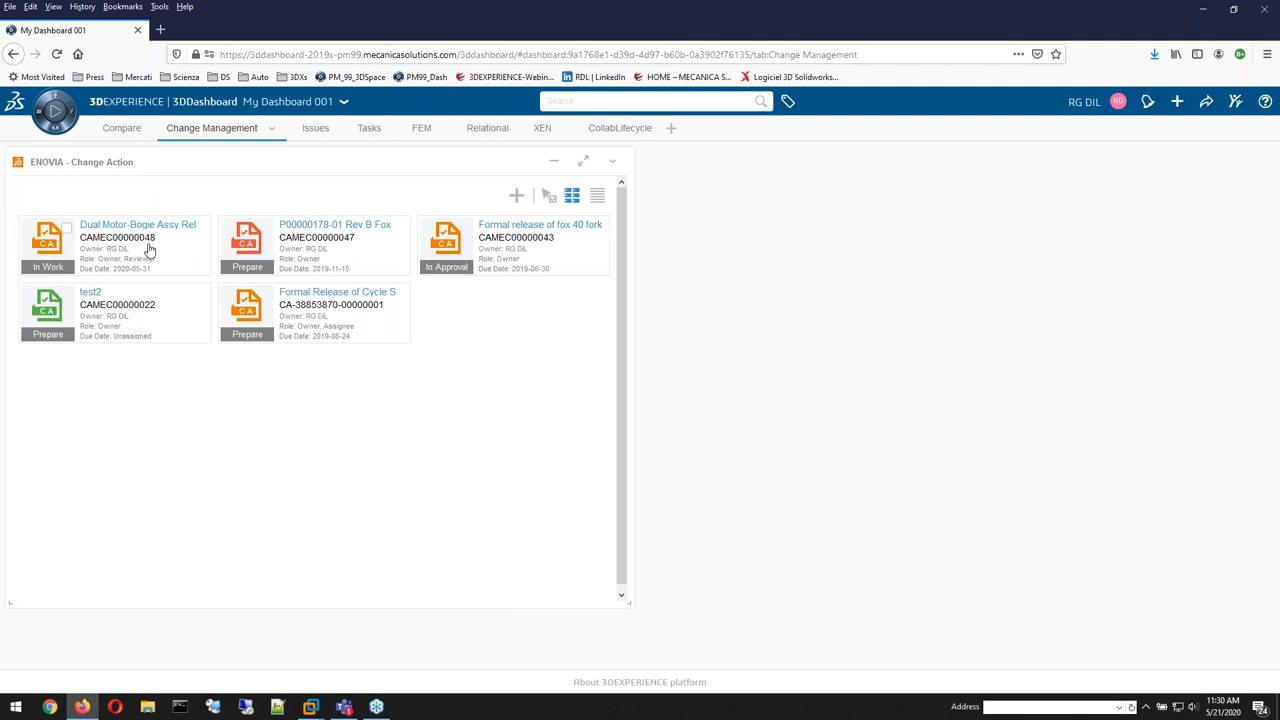 File Edit View History Bookmarks Tools Help
My Dashboard 001
https://3ddashboard-2019x-pm99.mecanicasolutions.com/3ddashboard/#dashboard:9a1768e1-d39d-4d97-b60b-0a3902f76135/tab:Change Management
Most Visited Press Mercati Scienza DS Auto 3DXs PM_99_3DSpace PM99_Dash 3DEXPERIENCE-Webin... RDL | LinkedIn HOME – MECANICA S... Logiciel 3D Solidworks...
3DEXPERIENCE | 3DDashboard My Dashboard 001
Search
RG DIL RD
Compare Change Management Issues Tasks FEM Relational XEN CollabLifecycle
ENOVIA - Change Action
CA
In Work
Dual Motor-Bogie Assy Rel
CAMEC00000048
Owner: RG DIL
Role: Owner, Reviewer
Due Date: 2020-05-31
CA
Prepare
P00000178-01 Rev B Fox
CAMEC00000047
Owner: RG DIL
Role: Owner
Due Date: 2019-11-15
CA
In Approval
Formal release of fox 40 fork
CAMEC00000043
Owner: RG DIL
Role: Owner
Due Date: 2019-06-30
CA
Prepare
test2
CAMEC00000022
Owner: RG DIL
Role: Owner
Due Date: Unassigned
CA
Prepare
Formal Release of Cycle S
CA-38853870-00000001
Owner: RG DIL
Role: Owner, Assignee
Due Date: 2019-06-24
About 3DEXPERIENCE platform
Address
11:30 AM
5/21/2020
24